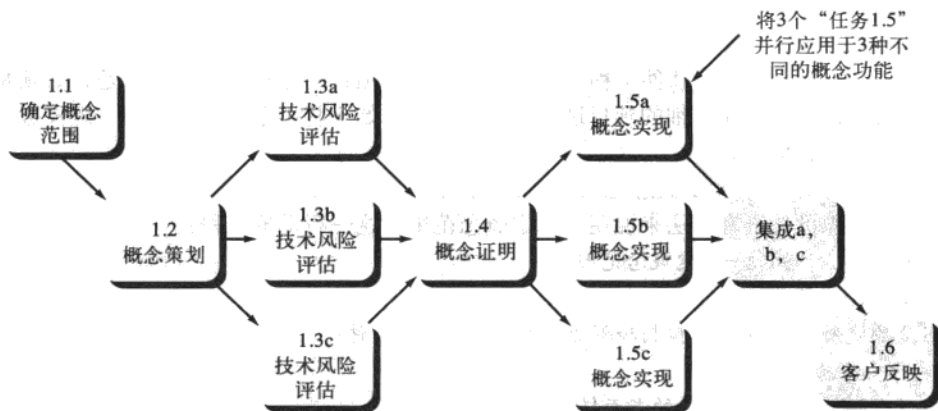 将3个“任务1.5”
并行应用于3种不
同的概念功能
1.1
确定概念
范围
1.3a
技术风险
评估
1.5a
概念实现
1.2
概念策划
1.3b
技术风险
评估
1.4
概念证明
1.5b
概念实现
集成a,
b, c
1.3c
技术风险
评估
1.5c
概念实现
1.6
客户反映